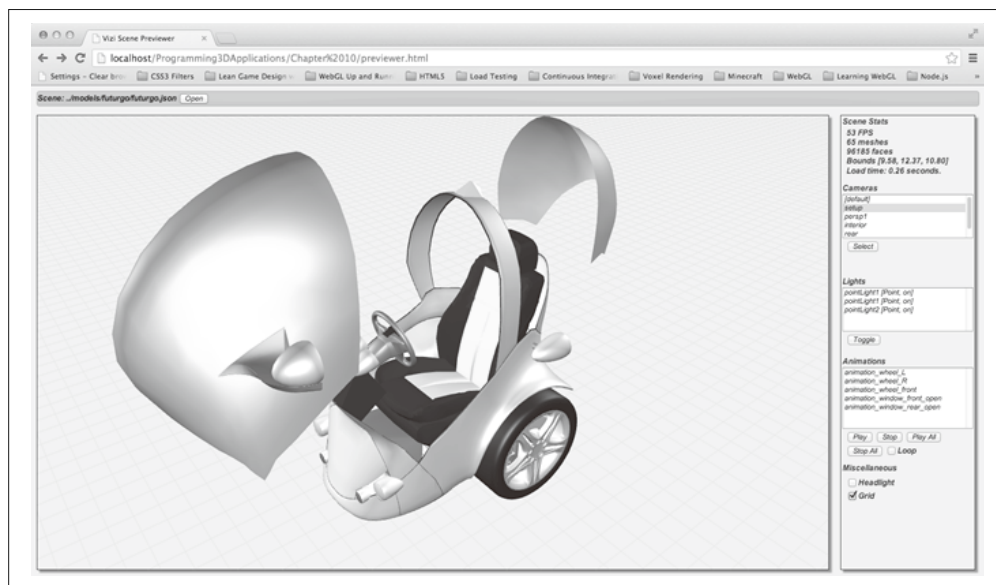 Vizi Scene Previewer
localhost/Programming3DApplications/Chapter%2010/previewer.html
Settings – Clear brow CSS3 Filters Lean Game Design WebGL Up and Runn HTML5 Load Testing Continuous Integrat Voxel Rendering Minecraft WebGL Learning WebGL Node.js »
Scene: ../models/futurgo/futurgo.json Open
Scene Stats
53 FPS
65 meshes
96185 faces
Bounds [9.58, 12.37, 10.80]
Load time: 0.26 seconds.
Cameras
[default]
setup
persp1
interior
rear
Select
Lights
pointLight1 [Point, on]
pointLight1 [Point, on]
pointLight2 [Point, on]
Toggle
Animations
animation_wheel_L
animation_wheel_R
animation_wheel_front
animation_window_front_open
animation_window_rear_open
Play Stop Play All
Stop All Loop
Miscellaneous
Headlight
Grid